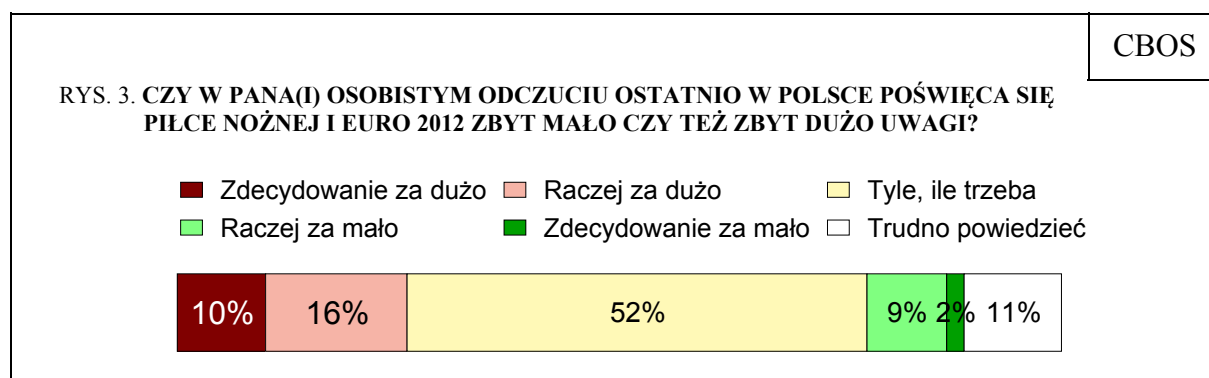 CBOS
RYS. 3. CZY W PANA(I) OSOBISTYM ODCZUCIU OSTATNIO W POLSCE POŚWIĘCA SIĘ
PIŁCE NOŻNEJ I EURO 2012 ZBYT MAŁO CZY TEŻ ZBYT DUŻO UWAGI?
Zdecydowanie za dużo Raczej za dużo Tyle, ile trzeba
Raczej za mało Zdecydowanie za mało Trudno powiedzieć
10% 16% 52% 9% 2% 11%